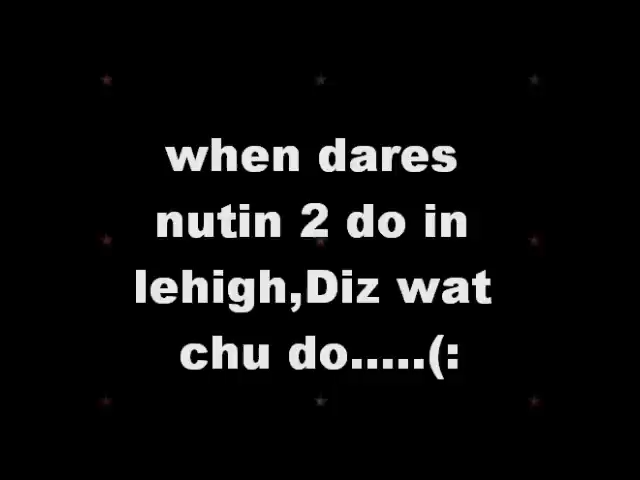 when dares
nutin 2 do in
lehigh,Diz wat
chu do.....(: